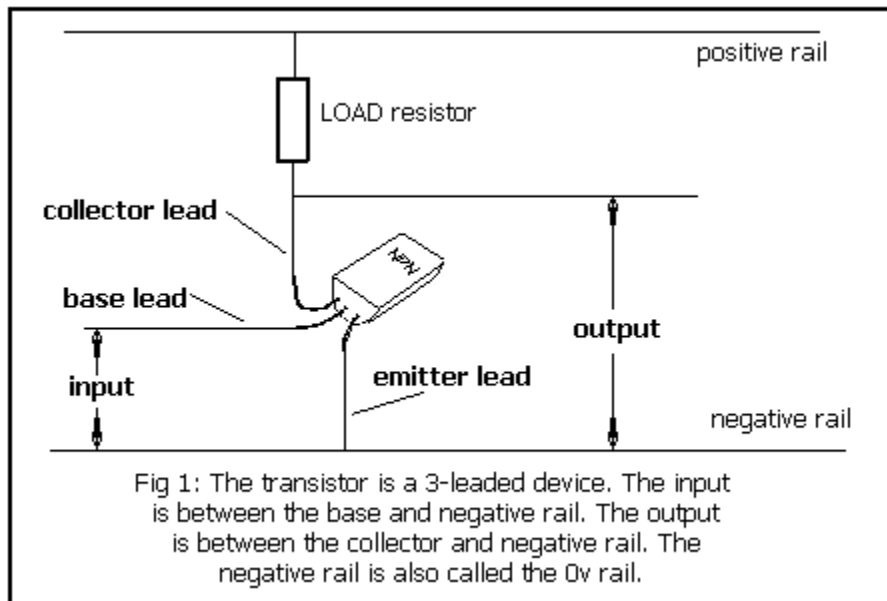 positive rail
LOAD resistor
collector lead
NPN
base lead
output
input
emitter lead
negative rail
Fig 1: The transistor is a 3-leaded device. The input
is between the base and negative rail. The output
is between the collector and negative rail. The
negative rail is also called the 0v rail.